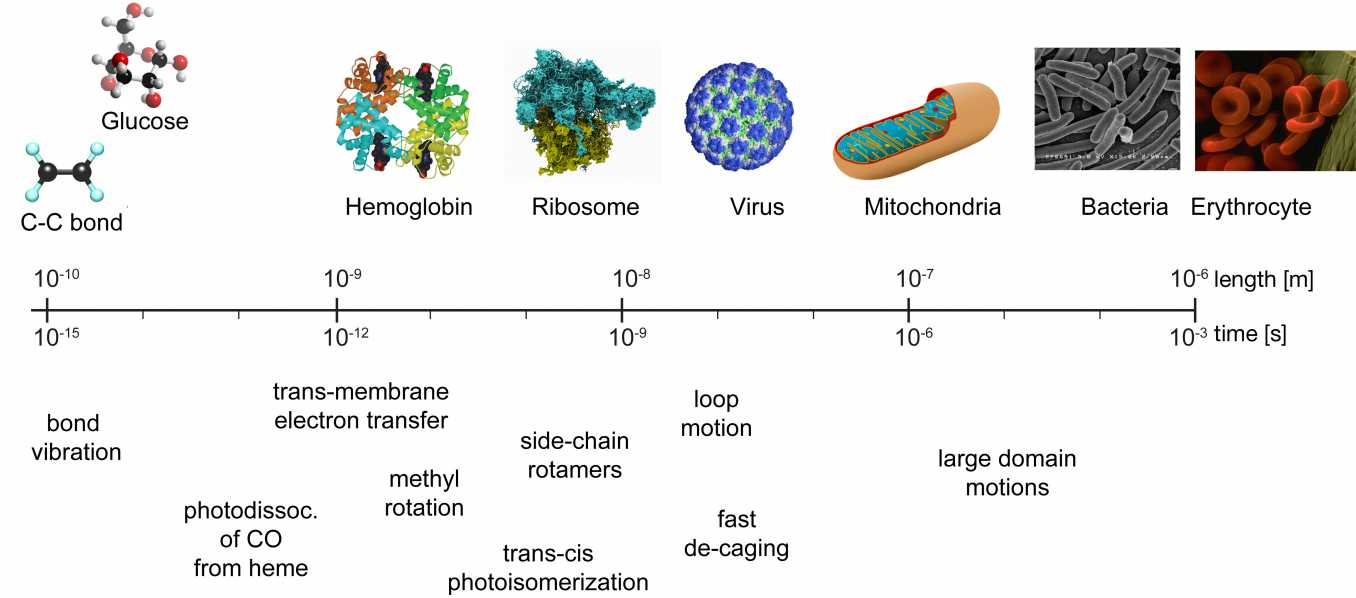 Glucose
C-C bond
Hemoglobin
Ribosome
Virus
Mitochondria
Bacteria
Erythrocyte
10-10
10-9
10-8
10-7
10-6 length [m]
10-15
10-12
10-9
10-6
10-3 time [s]
trans-membrane
electron transfer
bond
vibration
loop
motion
side-chain
rotamers
large domain
motions
methyl
rotation
photodissoc.
of CO
from heme
fast
de-caging
trans-cis
photoisomerization